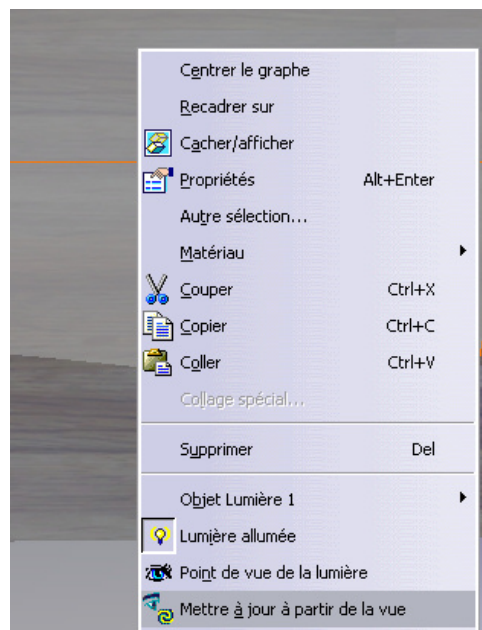 Centrer le graphe
Recadrer sur
Cacher/afficher
Propriétés Alt+Enter
Autre sélection...
Matériau
Couper Ctrl+X
Copier Ctrl+C
Coller Ctrl+V
Collage spécial...
Supprimer Del
Objet Lumière 1
Lumière allumée
Point de vue de la lumière
Mettre à jour à partir de la vue